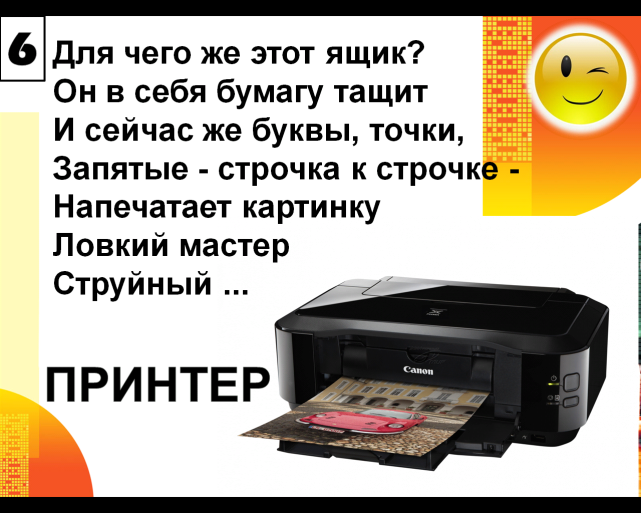 6
Для чего же этот ящик?
Он в себя бумагу тащит
И сейчас же буквы, точки,
Запятые - строчка к строчке -
Напечатает картинку
Ловкий мастер
Струйный ...
Canon
ПРИНТЕР